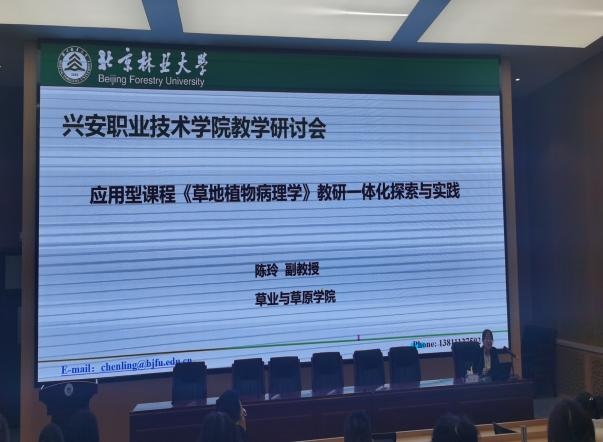 北京林业大学
Beijing Forestry University
兴安职业技术学院教学研讨会
应用型课程《草地植物病理学》教研一体化探索与实践
陈玲 副教授
草业与草原学院
Phone:
E-mail: chenling@bjfu.edu.cn